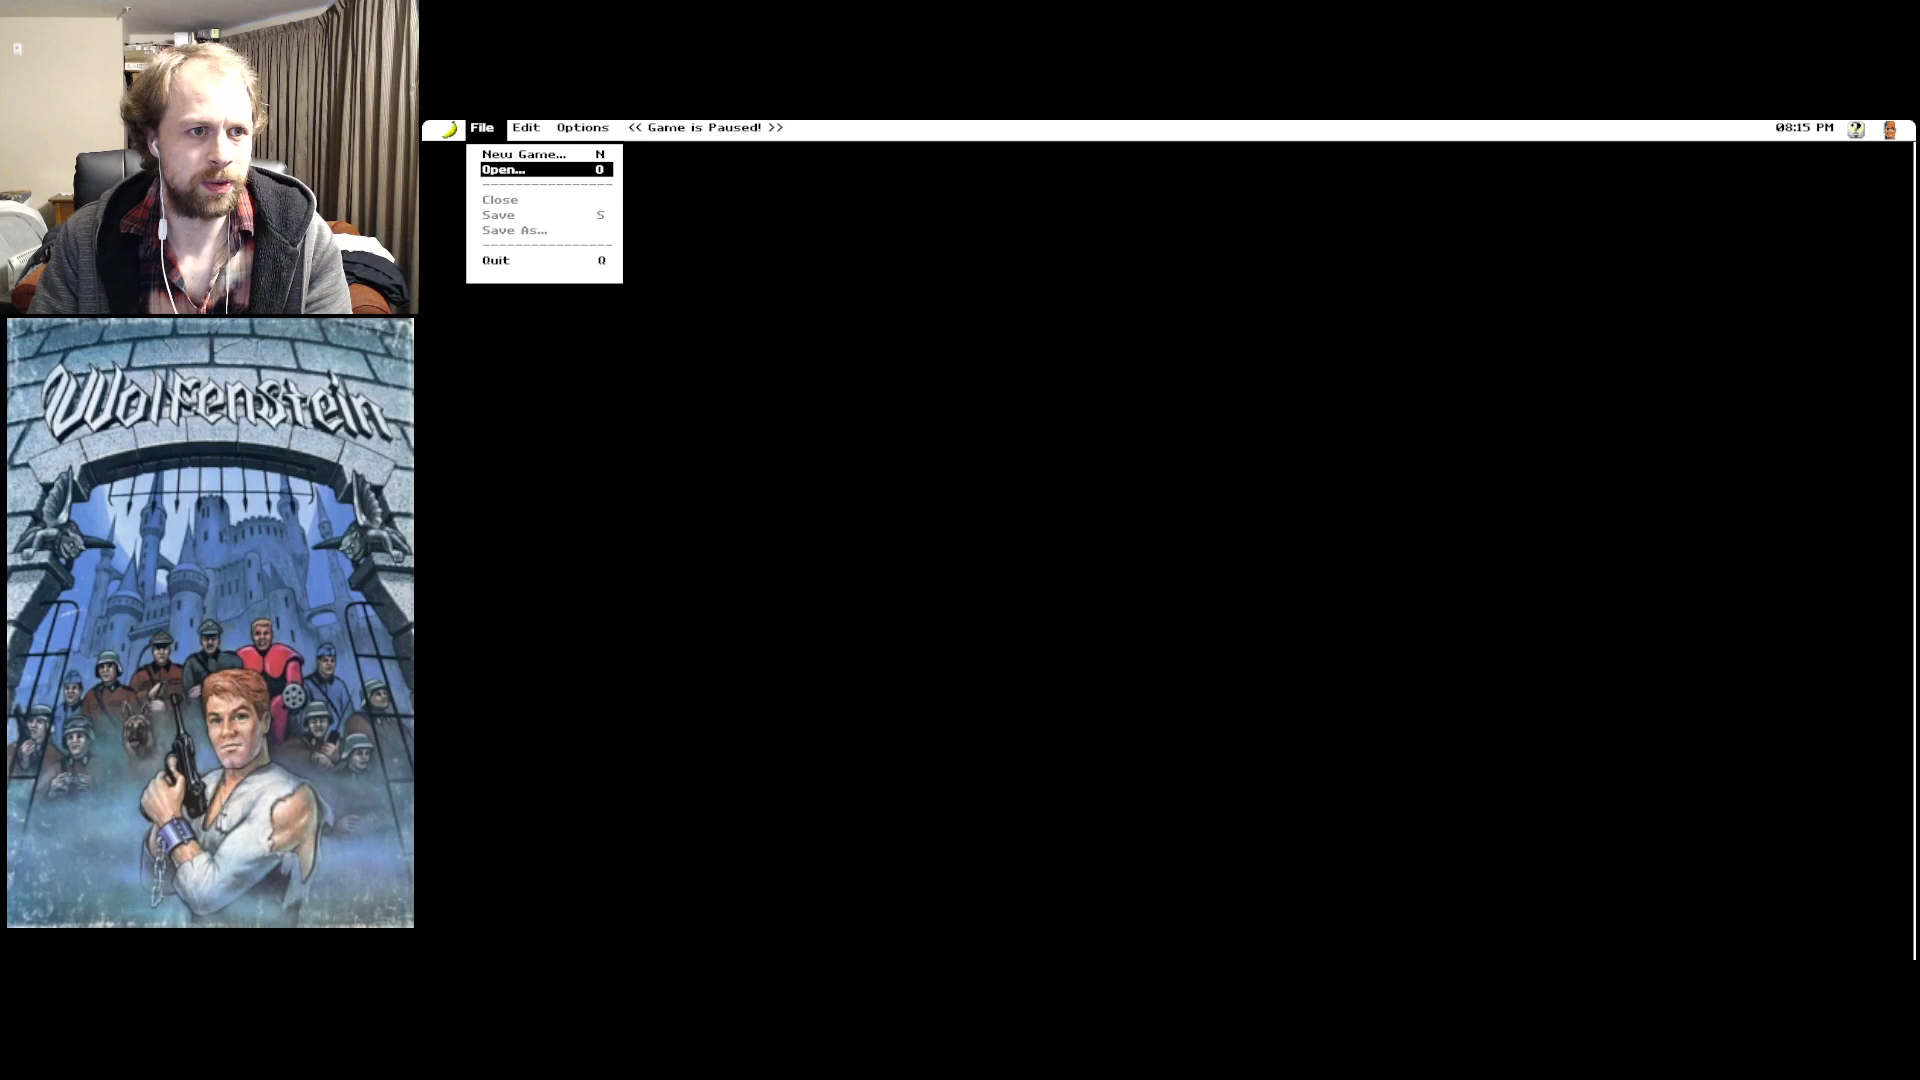 File Edit Options << Game is Paused! >> 08:15 PM
New Game... N
Open... O
Close
Save S
Save As...
Quit Q
Wolfenstein